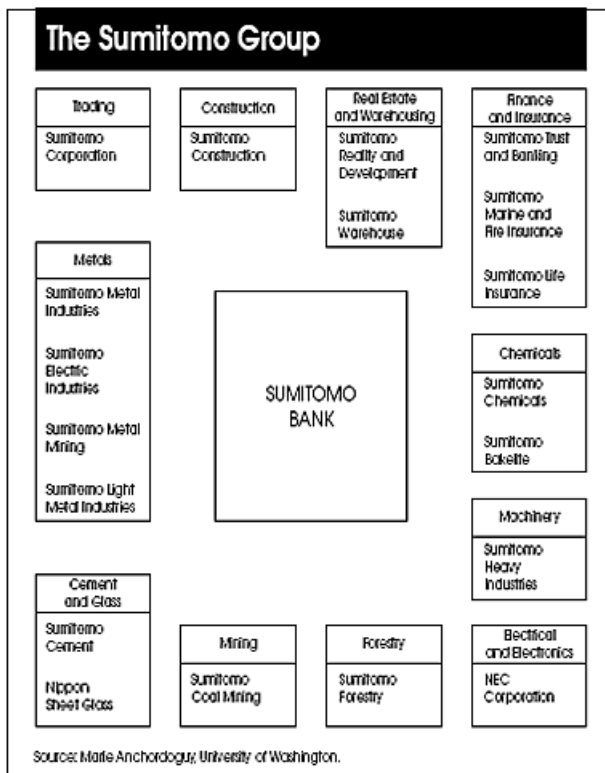 The Sumitomo Group
Trading
Sumitomo
Corporation
Construction
Sumitomo
Construction
Real Estate
and Warehousing
Sumitomo
Reality and
Development
Sumitomo
Warehouse
Finance
and Insurance
Sumitomo Trust
and Banking
Sumitomo
Marine and
Fire Insurance
Sumitomo Life
Insurance
Metals
Sumitomo Metal
Industries
Sumitomo
Electric
Industries
Sumitomo Metal
Mining
Sumitomo Light
Metal Industries
SUMITOMO
BANK
Chemicals
Sumitomo
Chemicals
Sumitomo
Bakelite
Machinery
Sumitomo
Heavy
Industries
Cement
and Glass
Sumitomo
Cement
Nippon
Sheet Glass
Mining
Sumitomo
Coal Mining
Forestry
Sumitomo
Forestry
Electrical
and Electronics
NEC
Corporation
Source: Marie Anchordoguy, University of Washington.